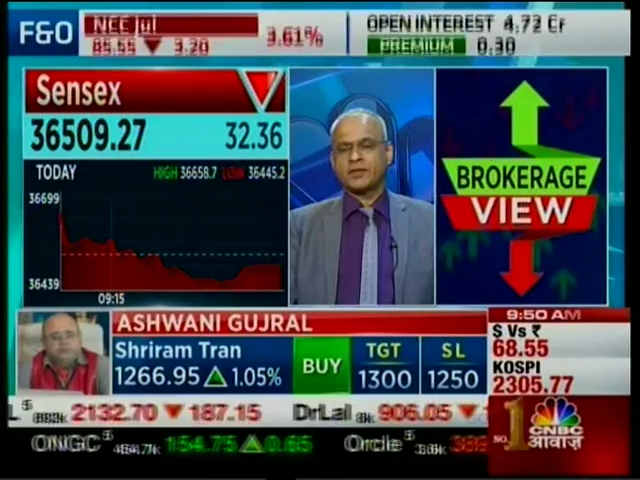 F&O
NCC Jul
85.55 ▼ 3.20
3.61%
OPEN INTEREST 4.72 Cr
PREMIUM 0.30
Sensex
36509.27 32.36
TODAY HIGH 36658.7 LOW 36445.2
36699
36439
09:15
BROKERAGE
VIEW
ASHWANI GUJRAL
Shriram Tran
1266.95 ▲ 1.05%
BUY
TGT
1300
SL
1250
9:50 AM
$ Vs ₹
68.55
KOSPI
2305.77
2132.70 ▼ 187.15 DrLal 906.05 ▼
ONGC 154.75 ▲ 0.65
No. 1 CNBC
आवाज़